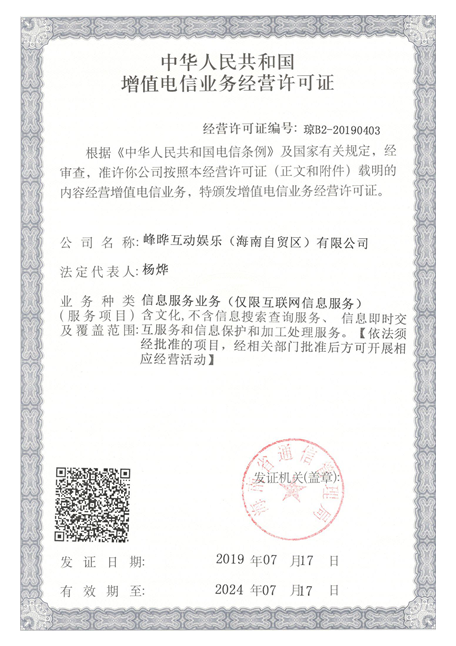 中华人民共和国
增值电信业务经营许可证
经营许可证编号: 琼B2-20190403
根据《中华人民共和国电信条例》及国家有关规定，经
审查，准许你公司按照本经营许可证（正文和附件）载明的
内容经营增值电信业务，特颁发增值电信业务经营许可证。
公司名称:峰晔互动娱乐（海南自贸区）有限公司
法定代表人:杨烨
业务种类 信息服务业务（仅限互联网信息服务）
(服务项目) 含文化,不含信息搜索查询服务、信息即时交
及覆盖范围: 互服务和信息保护和加工处理服务。【依法须
经批准的项目，经相关部门批准后方可开展相
应经营活动】
海南省通信管理局
发证机关(盖章):
发证日期: 2019 年07 月17 日
有效期至: 2024 年07 月17 日